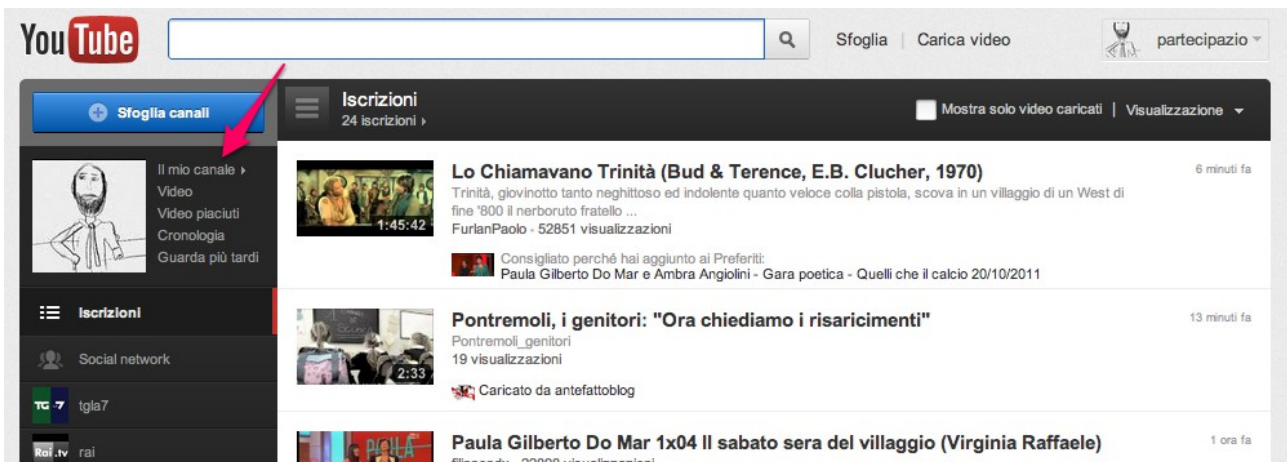 YouTube
Sfoglia | Carica video
partecipazio
Sfoglia canali
Iscrizioni
24 iscrizioni
Mostra solo video caricati | Visualizzazione
Il mio canale
Video
Video piaciuti
Cronologia
Guarda più tardi
Iscrizioni
Social network
TG 7
tgla7
Rai.tv
rai
1:45:42
Lo Chiamavano Trinità (Bud & Terence, E.B. Clucher, 1970)
6 minuti fa
Trinità, giovinotto tanto neghittoso ed indolente quanto veloce colla pistola, scova in un villaggio di un West di
fine '800 il nerboruto fratello ...
FurlanPaolo - 52851 visualizzazioni
Consigliato perché hai aggiunto ai Preferiti:
Paula Gilberto Do Mar e Ambra Angiolini - Gara poetica - Quelli che il calcio 20/10/2011
2:33
Pontremoli, i genitori: "Ora chiediamo i risaricimenti"
13 minuti fa
Pontremoli_genitori
19 visualizzazioni
Caricato da antefattoblog
Paula Gilberto Do Mar 1x04 Il sabato sera del villaggio (Virginia Raffaele)
1 ora fa